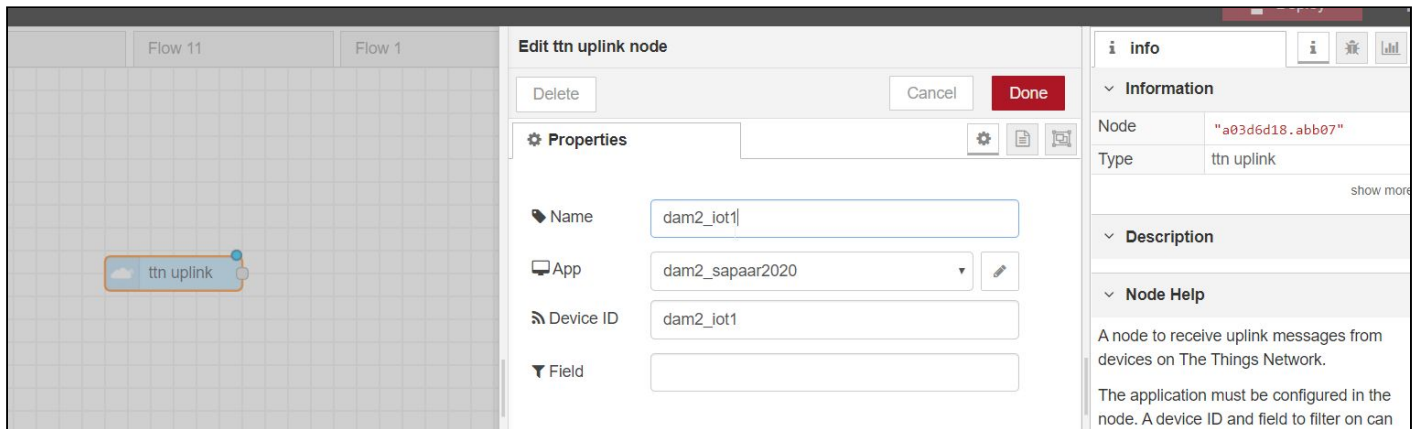 Flow 11
Flow 1
ttn uplink
Edit ttn uplink node
Delete
Cancel
Done
Properties
Name
dam2_iot1
App
dam2_sapaar2020
Device ID
dam2_iot1
Field
i info
i
Information
Node
"a03d6d18.abb07"
Type
ttn uplink
show more
Description
Node Help
A node to receive uplink messages from
devices on The Things Network.
The application must be configured in the
node. A device ID and field to filter on can